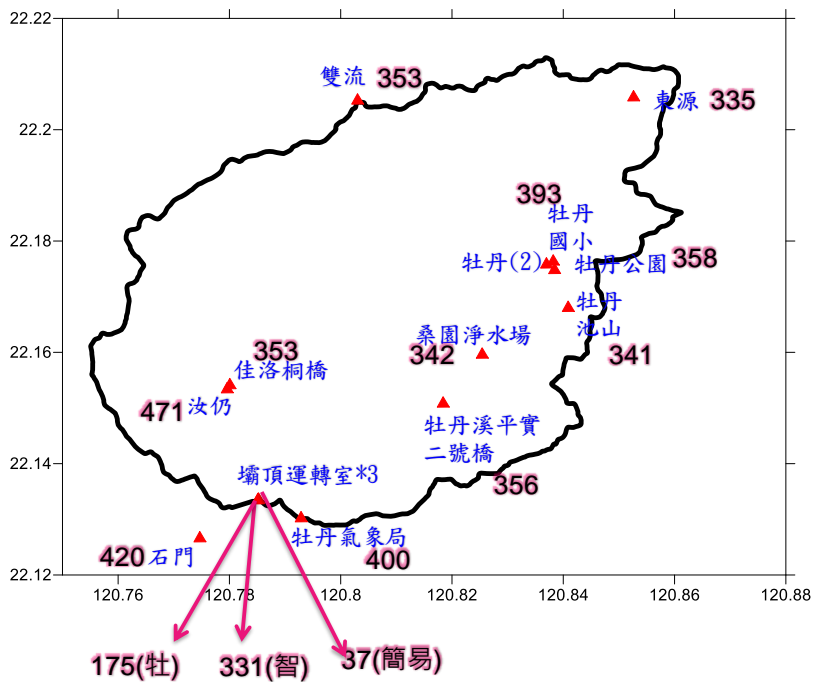 22.22
雙流 353
東源 335
22.2
393
牡丹
國小
22.18
牡丹(2)
牡丹公園 358
牡丹
池山
桑園淨水場
22.16
353
342
341
佳洛桐橋
471 汝仍
牡丹溪平實
二號橋
22.14
壩頂運轉室*3
356
牡丹氣象局
420 石門
400
22.12
120.76 120.78 120.8 120.82 120.84 120.86 120.88
175(牡) 331(智) 37(簡易)